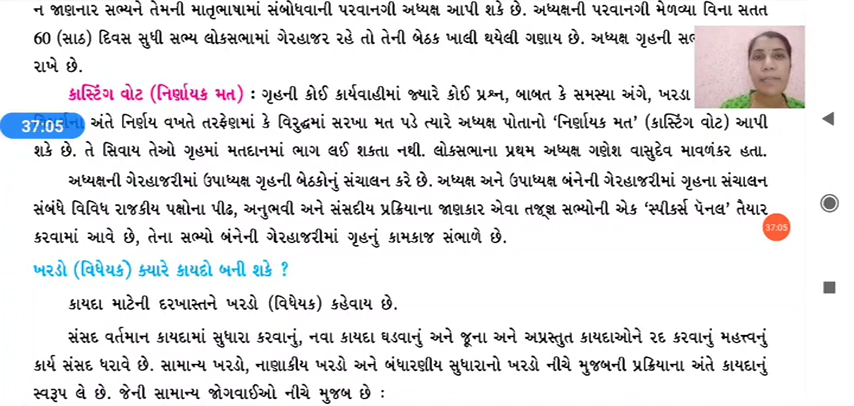 ન જાણનાર સભ્યને તેમની માતૃભાષામાં સંબોધવાની પરવાનગી અધ્યક્ષ આપી શકે છે. અધ્યક્ષની પરવાનગી મેળવ્યા વિના સતત
60 (સાઠ) દિવસ સુધી સભ્ય લોકસભામાં ગેરહાજર રહે તો તેની બેઠક ખાલી થયેલી ગણાય છે. અધ્યક્ષ ગૃહની
રાખે છે.
કાસ્ટિંગ વોટ (નિર્ણાયક મત) : ગૃહની કોઈ કાર્યવાહીમાં જ્યારે કોઈ પ્રશ્ન, બાબત કે સમસ્યા અંગે, ખરડા
37:05 અંતે નિર્ણય વખતે તરફેણમાં કે વિરુદ્ધમાં સરખા મત પડે ત્યારે અધ્યક્ષ પોતાનો ‘નિર્ણાયક મત’ (કાસ્ટિંગ વોટ) આપી
શકે છે. તે સિવાય તેઓ ગૃહમાં મતદાનમાં ભાગ લઈ શકતા નથી. લોકસભાના પ્રથમ અધ્યક્ષ ગણેશ વાસુદેવ માવળંકર હતા.
અધ્યક્ષની ગેરહાજરીમાં ઉપાધ્યક્ષ ગૃહની બેઠકોનું સંચાલન કરે છે. અધ્યક્ષ અને ઉપાધ્યક્ષ બંનેની ગેરહાજરીમાં ગૃહના સંચાલન
સંબંધે વિવિધ રાજકીય પક્ષોના પીઢ, અનુભવી અને સંસદીય પ્રક્રિયાના જાણકાર એવા તજ્જ્ઞ સભ્યોની એક ‘સ્પીકર્સ પૅનલ’ તૈયાર
37:05
કરવામાં આવે છે, તેના સભ્યો બંનેની ગેરહાજરીમાં ગૃહનું કામકાજ સંભાળે છે.
ખરડો (વિધેયક) ક્યારે કાયદો બની શકે ?
કાયદા માટેની દરખાસ્તને ખરડો (વિધેયક) કહેવાય છે.
સંસદ વર્તમાન કાયદામાં સુધારા કરવાનું, નવા કાયદા ઘડવાનું અને જૂના અને અપ્રસ્તુત કાયદાઓને રદ કરવાનું મહત્ત્વનું
કાર્ય સંસદ ધરાવે છે. સામાન્ય ખરડો, નાણાકીય ખરડો અને બંધારણીય સુધારાનો ખરડો નીચે મુજબની પ્રક્રિયાના અંતે કાયદાનું
સ્વરૂપ લે છે. જેની સામાન્ય જોગવાઈઓ નીચે મુજબ છે :